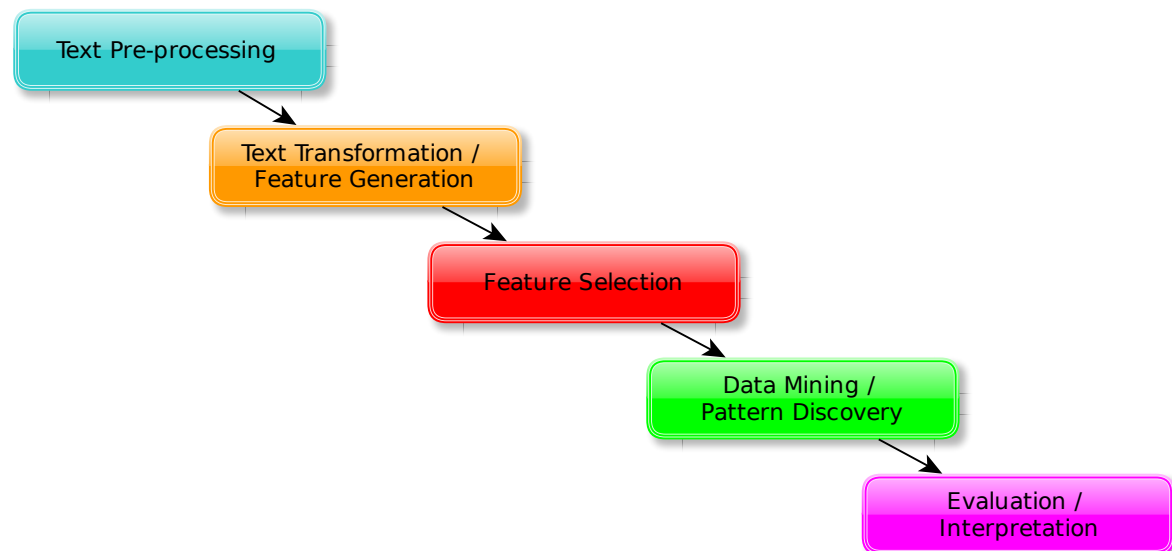 Text Pre-processing
Text Transformation /
Feature Generation
Feature Selection
Data Mining /
Pattern Discovery
Evaluation /
Interpretation